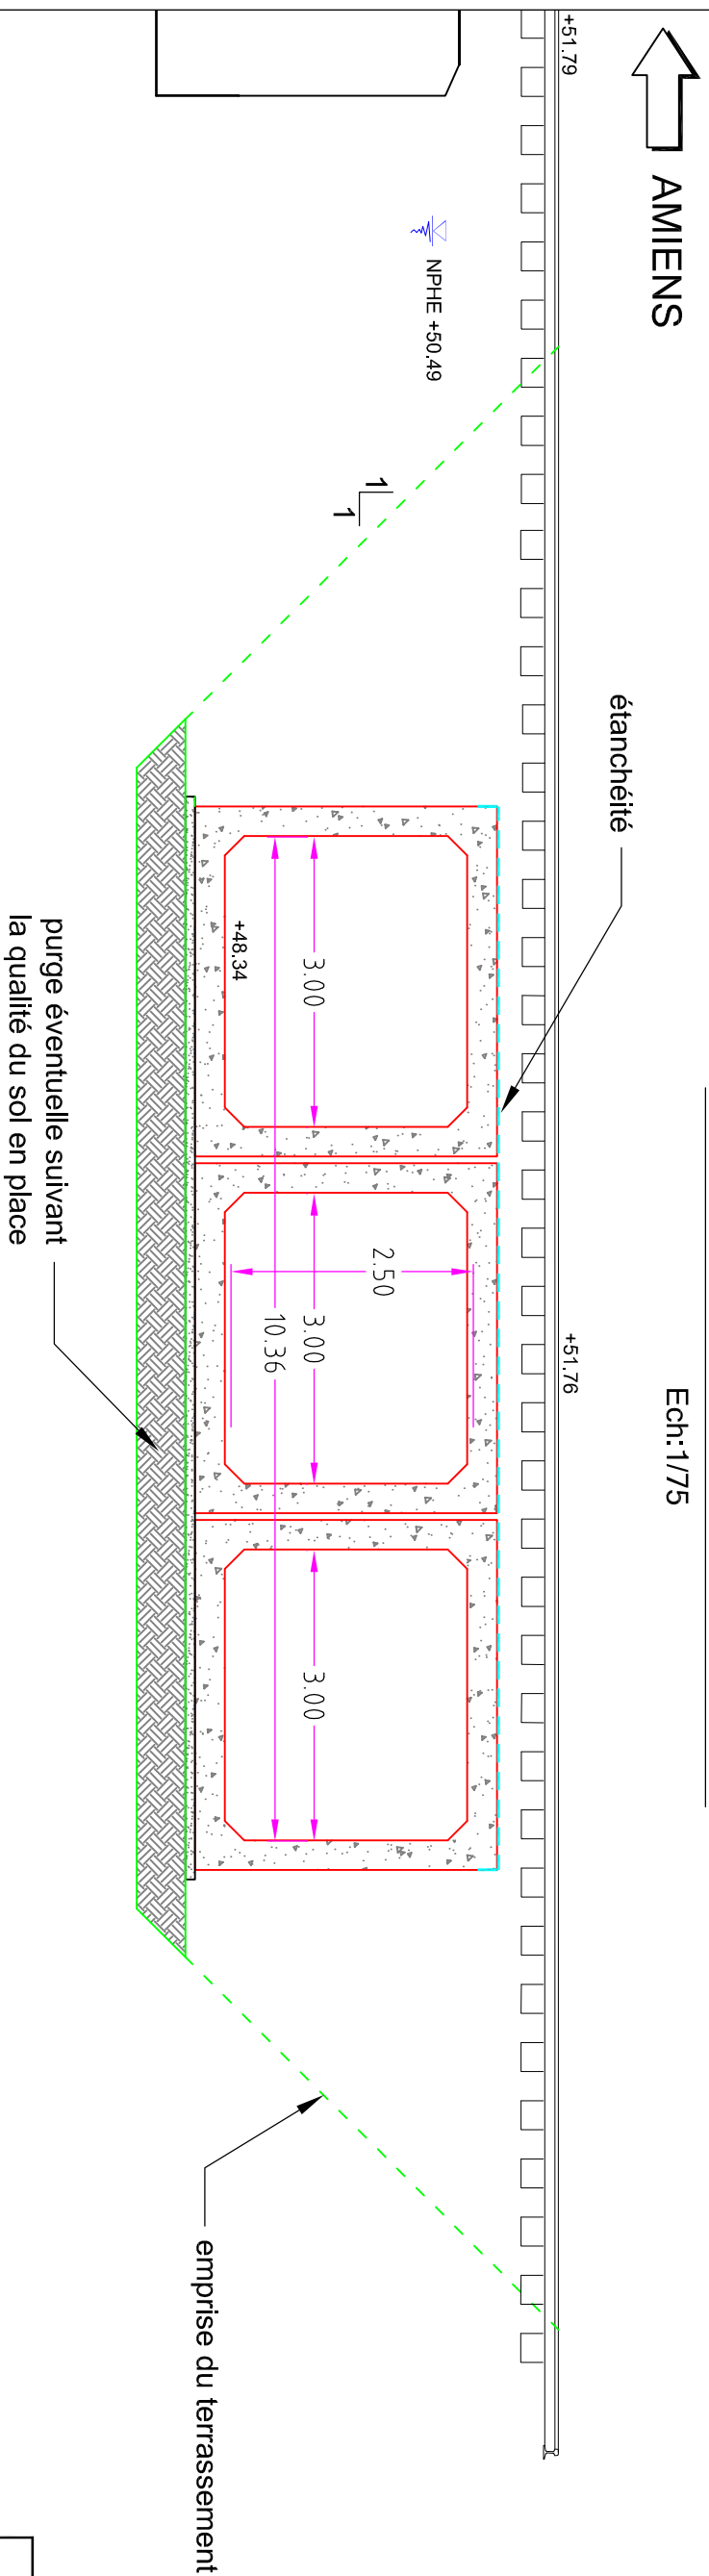 AMIENS
Ech:1/75
+51.79
+51.76
étanchéité
NPHE +50.49
1
1
2.50
3.00
3.00
3.00
10.36
+48.34
emprise du terrassement
purge éventuelle suivant
la qualité du sol en place